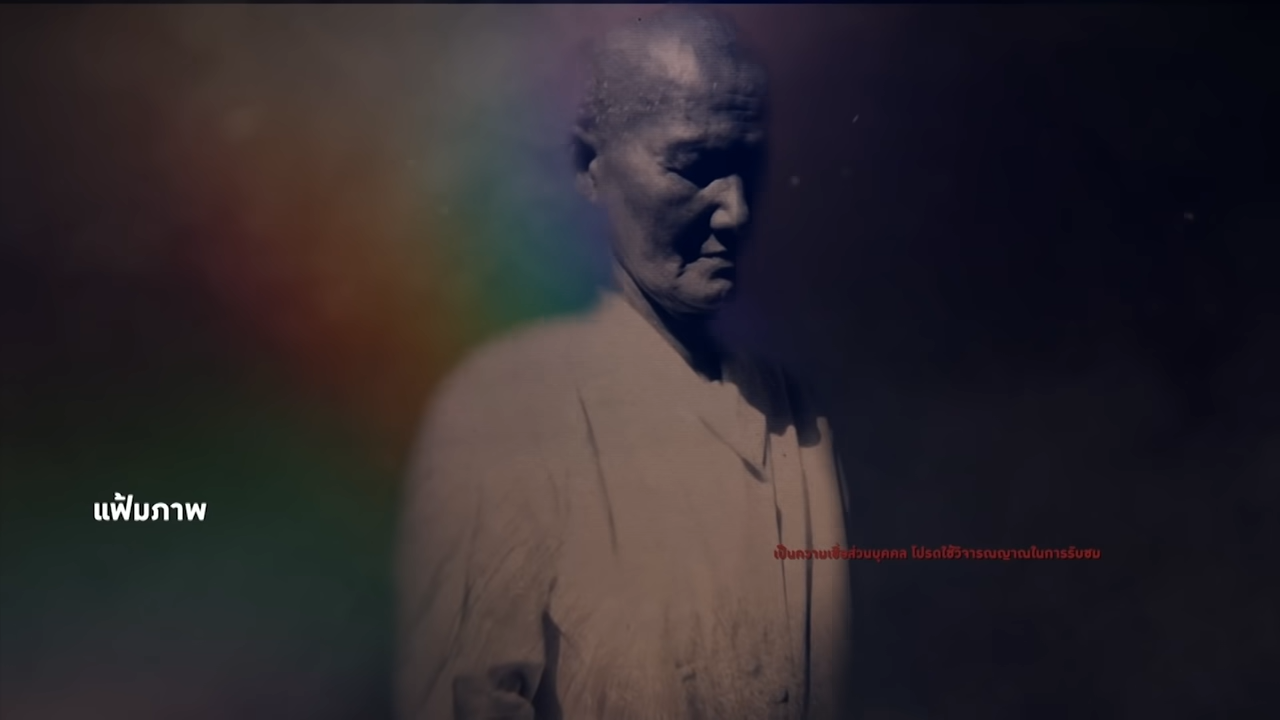 แฟ้มภาพ
เป็นความเชื่อส่วนบุคคล โปรดใช้วิจารณญาณในการรับชม